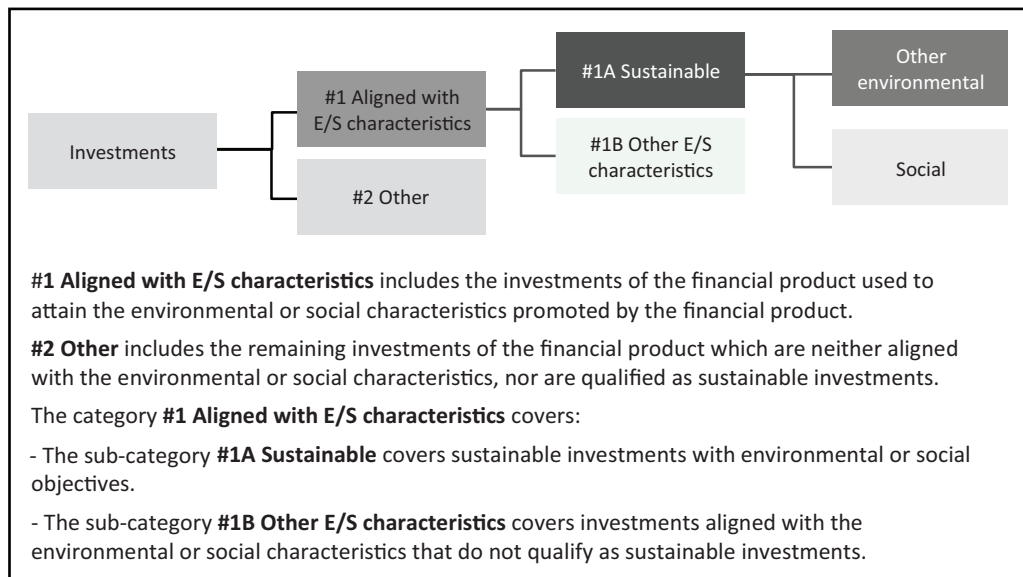 Investments
#1 Aligned with
E/S characteristics
#2 Other
#1A Sustainable
#1B Other E/S
characteristics
Other
environmental
Social
#1 Aligned with E/S characteristics includes the investments of the financial product used to
attain the environmental or social characteristics promoted by the financial product.
#2 Other includes the remaining investments of the financial product which are neither aligned
with the environmental or social characteristics, nor are qualified as sustainable investments.
The category #1 Aligned with E/S characteristics covers:
- The sub-category #1A Sustainable covers sustainable investments with environmental or social
objectives.
- The sub-category #1B Other E/S characteristics covers investments aligned with the
environmental or social characteristics that do not qualify as sustainable investments.